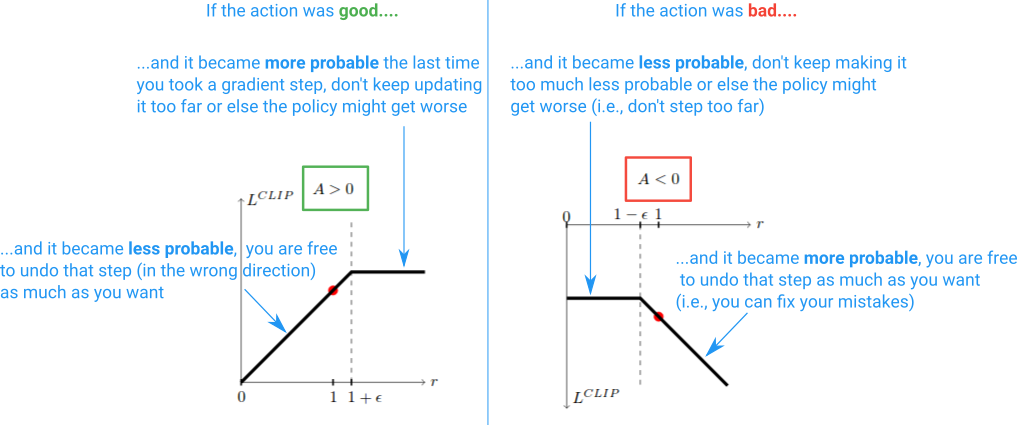 If the action was good....
...and it became more probable the last time
you took a gradient step, don't keep updating
it too far or else the policy might get worse
A > 0
L^{CLIP}
...and it became less probable, you are free
to undo that step (in the wrong direction)
as much as you want
r
0 1 1 + ϵ
If the action was bad....
...and it became less probable, don't keep making it
too much less probable or else the policy might
get worse (i.e., don't step too far)
A < 0
0 1 − ϵ 1
r
...and it became more probable, you are free
to undo that step as much as you want
(i.e., you can fix your mistakes)
L^{CLIP}